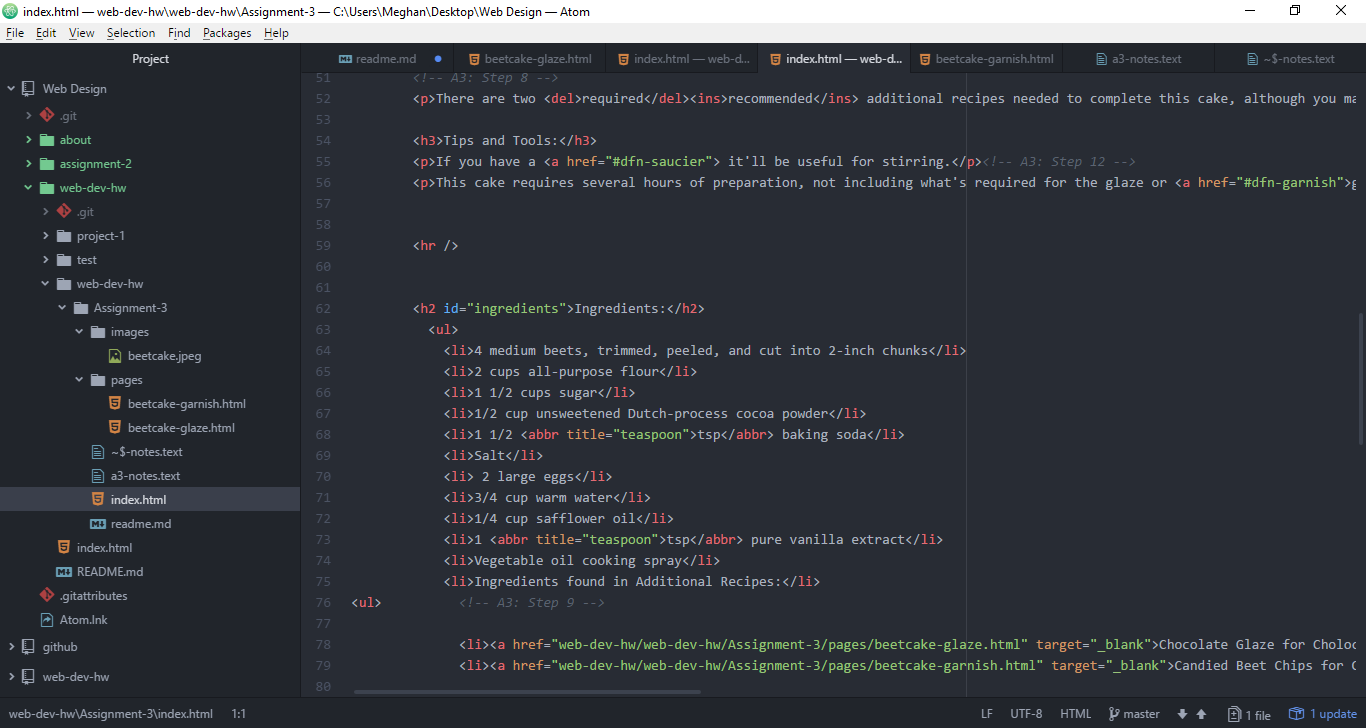 index.html — web-dev-hw\web-dev-hw\Assignment-3 — C:\Users\Meghan\Desktop\Web Design — Atom
File Edit View Selection Find Packages Help
Project
Web Design
.git
about
assignment-2
web-dev-hw
.git
project-1
test
web-dev-hw
Assignment-3
images
beetcake.jpeg
pages
beetcake-garnish.html
beetcake-glaze.html
~$-notes.text
a3-notes.text
index.html
readme.md
index.html
README.md
.gitattributes
Atom.lnk
github
web-dev-hw
readme.md beetcake-glaze.html index.html — web-d... index.html — web-d... beetcake-garnish.html a3-notes.text ~$-notes.text
51 <!-- A3: Step 8 -->
52 <p>There are two <del>required</del><ins>recommended</ins> additional recipes needed to complete this cake, although you ma
53
54 <h3>Tips and Tools:</h3>
55 <p>If you have a <a href="#dfn-saucier"> it'll be useful for stirring.</p><!-- A3: Step 12 -->
56 <p>This cake requires several hours of preparation, not including what's required for the glaze or <a href="#dfn-garnish">g
57
58
59 <hr />
60
61
62 <h2 id="ingredients">Ingredients:</h2>
63 <ul>
64 <li>4 medium beets, trimmed, peeled, and cut into 2-inch chunks</li>
65 <li>2 cups all-purpose flour</li>
66 <li>1 1/2 cups sugar</li>
67 <li>1/2 cup unsweetened Dutch-process cocoa powder</li>
68 <li>1 1/2 <abbr title="teaspoon">tsp</abbr> baking soda</li>
69 <li>Salt</li>
70 <li> 2 large eggs</li>
71 <li>3/4 cup warm water</li>
72 <li>1/4 cup safflower oil</li>
73 <li>1 <abbr title="teaspoon">tsp</abbr> pure vanilla extract</li>
74 <li>Vegetable oil cooking spray</li>
75 <li>Ingredients found in Additional Recipes:</li>
76 <ul> <!-- A3: Step 9 -->
77
78 <li><a href="web-dev-hw/web-dev-hw/Assignment-3/pages/beetcake-glaze.html" target="_blank">Chocolate Glaze for Choloc
79 <li><a href="web-dev-hw/web-dev-hw/Assignment-3/pages/beetcake-garnish.html" target="_blank">Candied Beet Chips for C
80
web-dev-hw\Assignment-3\index.html 1:1 LF UTF-8 HTML master 1 file 1 update